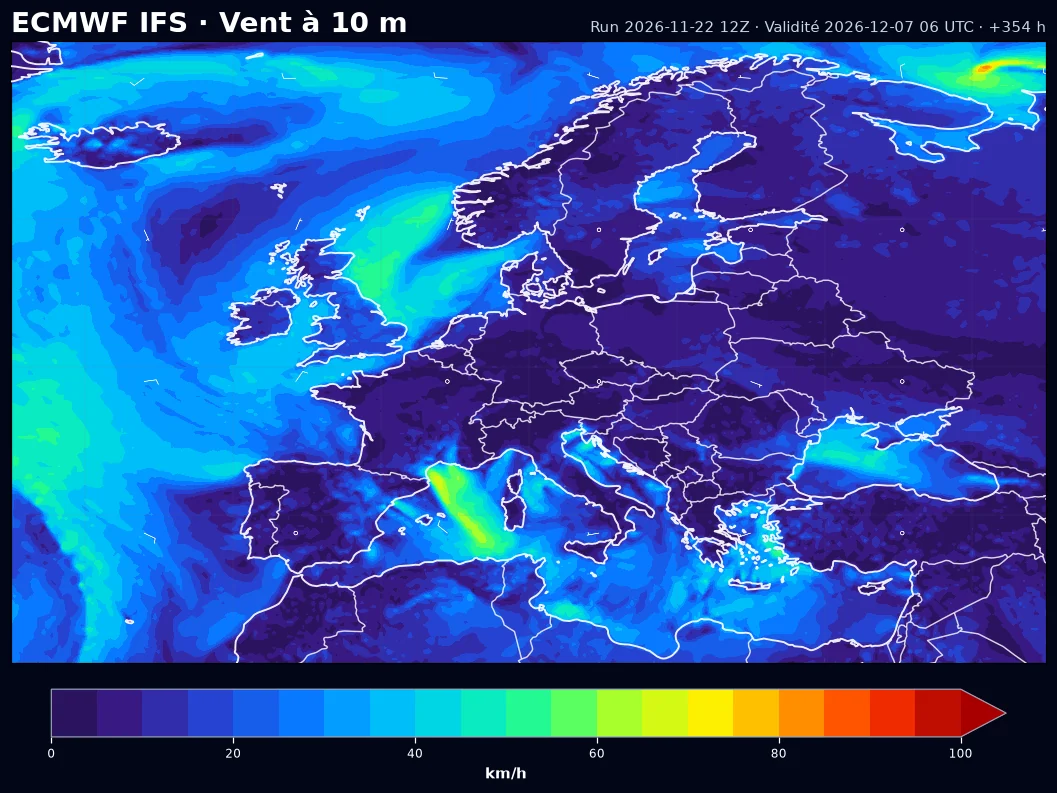 ECMWF IFS · Vent à 10 m
Run 2026-11-22 12Z · Validité 2026-12-07 06 UTC · +354 h
0 20 40 60 80 100
km/h